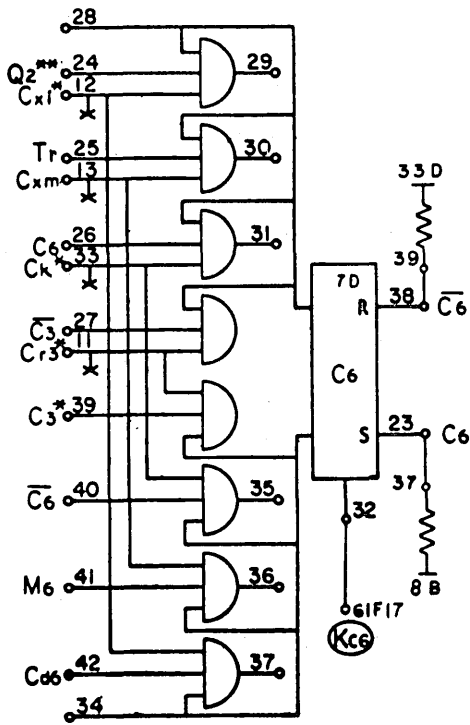 28
Q2** 24
29
Cxi* 12
Tr 25
30
Cxm 13
33D
C6 26
31
Ck* 33
39
7D
R
38
C̅6̅
C̅3̅ 27
Cr3* 11
C6
C3* 39
S
23
C6
C̅6̅ 40
35
37
32
M6 41
36
8B
61F17
Kc6
Cd6 42
37
34